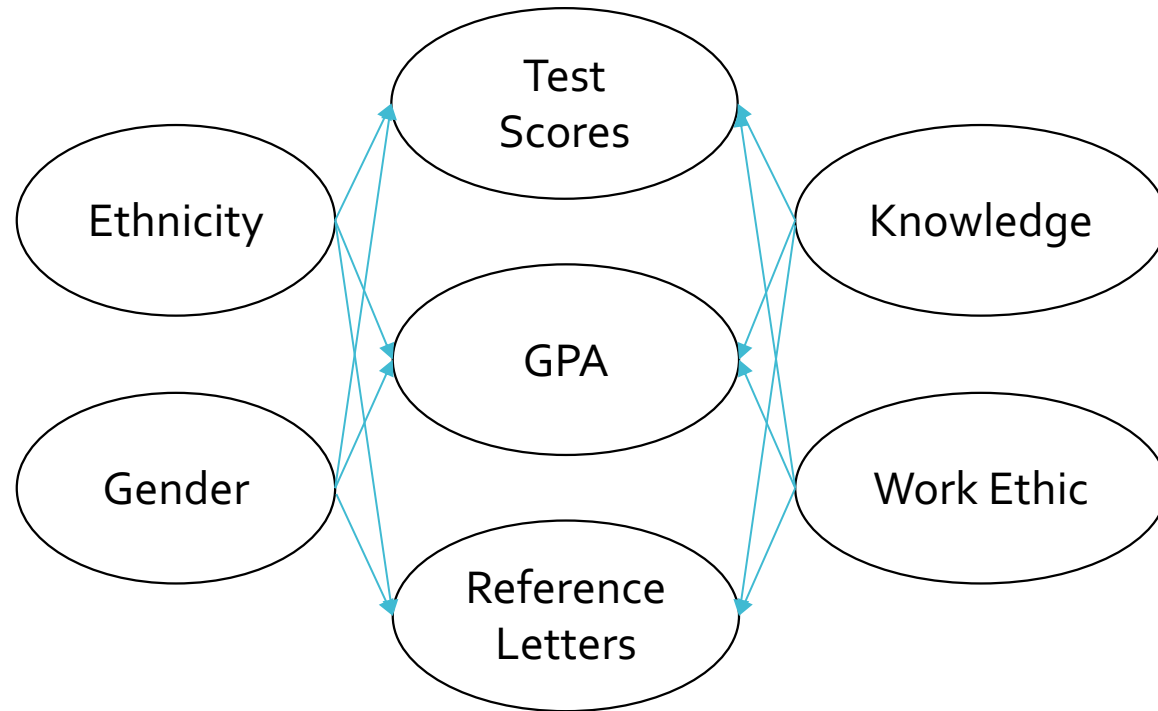 Test
Scores
Ethnicity
Knowledge
GPA
Gender
Work Ethic
Reference
Letters